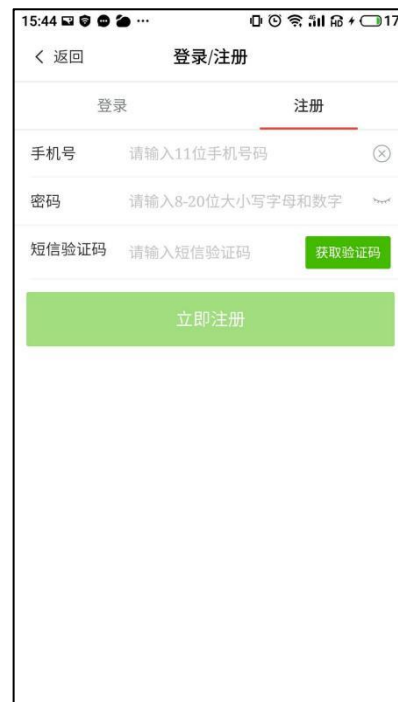 15:44 ... 17
返回 登录/注册
登录 注册
手机号 请输入11位手机号码
密码 请输入8-20位大小写字母和数字
短信验证码 请输入短信验证码 获取验证码
立即注册